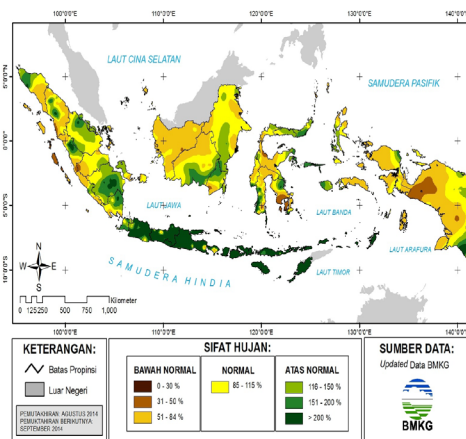 100°0'0"E 110°0'0"E 120°0'0"E 130°0'0"E 140°0'0"E
LAUT CINA SELATAN
SAMUDERA PASIFIK
5°0'0"N
0°0'0"
5°0'0"S
10°0'0"S
LAUT JAWA
LAUT BANDA
LAUT ARAFURA
LAUT TIMOR
SAMUDERA HINDIA
N
W E
S
0 125 250 500 750 1,000
Kilometer
100°0'0"E 110°0'0"E 120°0'0"E 130°0'0"E 140°0'0"E
KETERANGAN:
Batas Propinsi
Luar Negeri
PEMUTAKHIRAN: AGUSTUS 2014
PEMUKTAHIRAN BERIKUTNYA:
SEPTEMBER 2014
SIFAT HUJAN:
BAWAH NORMAL
0 - 30 %
31 - 50 %
51 - 84 %
NORMAL
85 - 115 %
ATAS NORMAL
116 - 150 %
151 - 200 %
> 200 %
SUMBER DATA:
Updated Data BMKG
BMKG